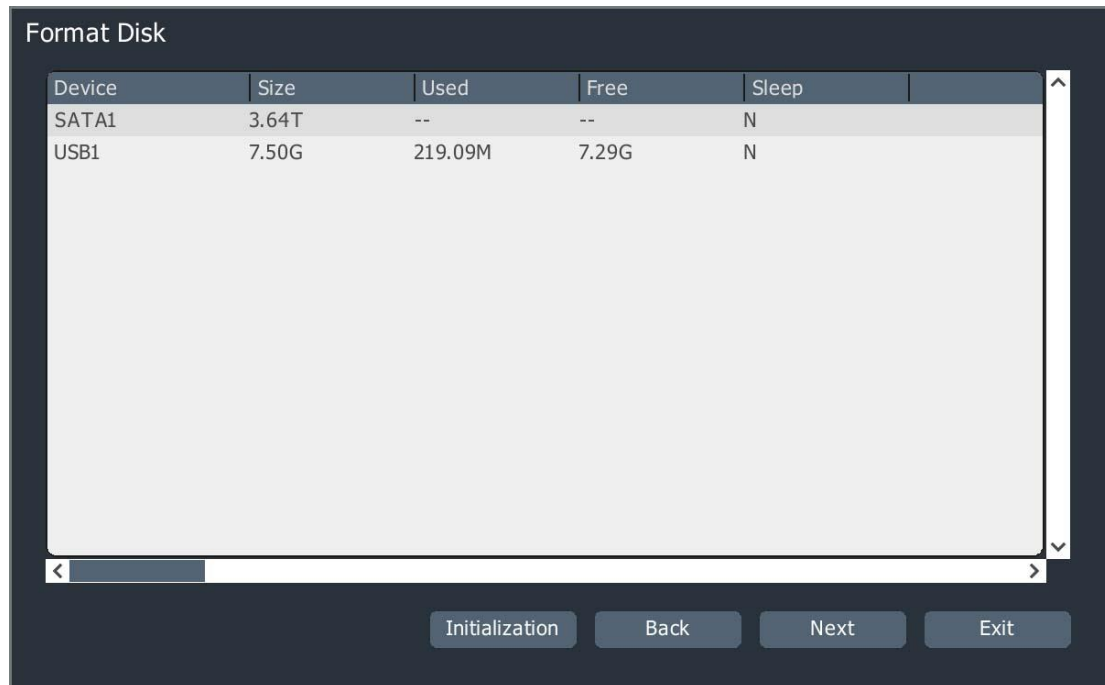 Format Disk
Device Size Used Free Sleep
SATA1 3.64T -- -- N
USB1 7.50G 219.09M 7.29G N
Initialization Back Next Exit